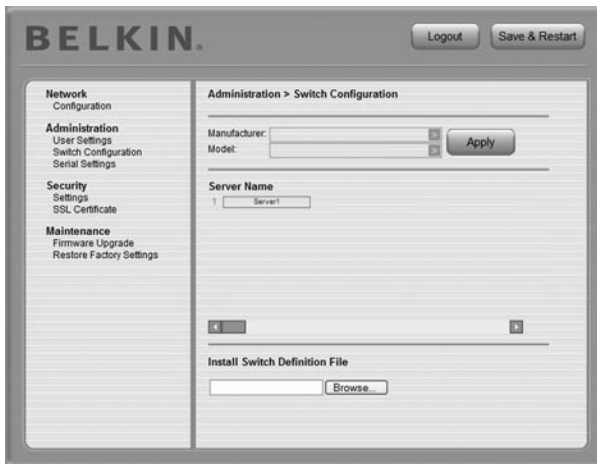 BELKIN.
Logout
Save & Restart
Network
Configuration
Administration
User Settings
Switch Configuration
Serial Settings
Security
Settings
SSL Certificate
Maintenance
Firmware Upgrade
Restore Factory Settings
Administration > Switch Configuration
Manufacturer:
Model:
Apply
Server Name
1 Server1
Install Switch Definition File
Browse...